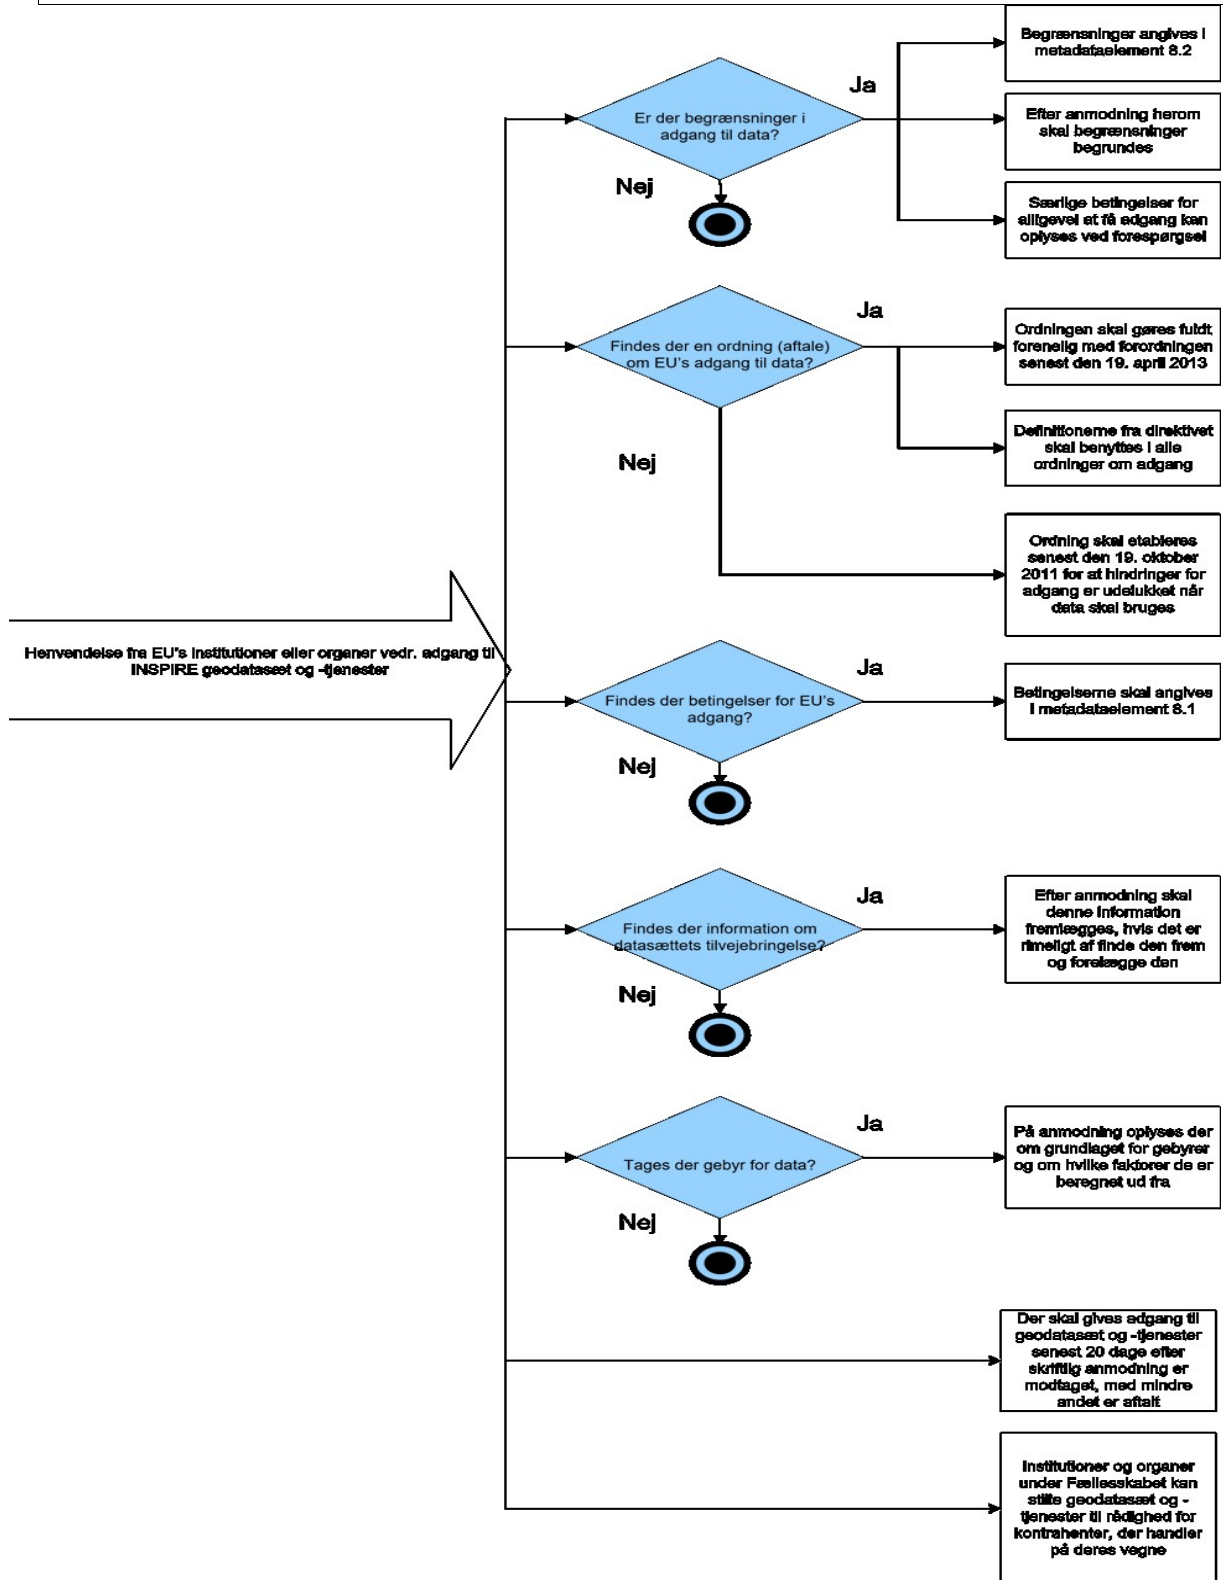 Begrænsninger angives i
metadataelement 8.2
Ja
Er der begrænsninger i
adgang til data?
Efter anmodning herom
skal begrænsninger
begrundes
Nej
Særlige betingelser for
alligevel at få adgang kan
oplyses ved forespørgsel
Ja
Findes der en ordning (aftale)
om EU's adgang til data?
Ordningen skal gøres fuldt
forenelig med forordningen
senest den 19. april 2013
Nej
Definitionerne fra direktivet
skal benyttes i alle
ordninger om adgang
Ordning skal etableres
senest den 19. oktober
2011 for at hindringer for
adgang er udelukket når
data skal bruges
Henvendelse fra EU's institutioner eller organer vedr. adgang til
INSPIRE geodatasæt og -tjenester
Ja
Findes der betingelser for EU's
adgang?
Betingelserne skal angives
i metadataelement 8.1
Nej
Ja
Findes der information om
datasættets tilvejebringelse?
Efter anmodning skal
denne information
fremlægges, hvis det er
rimeligt af finde den frem
og forelægge den
Nej
Ja
Tages der gebyr for data?
På anmodning oplyses der
om grundlaget for gebyrer
og om hvilke faktorer de er
beregnet ud fra
Nej
Der skal gives adgang til
geodatasæt og -tjenester
senest 20 dage efter
skriftlig anmodning er
modtaget, med mindre
andet er aftalt
Institutioner og organer
under Fællesskabet kan
stille geodatasæt og -
tjenester til rådighed for
kontrahenter, der handler
på deres vegne